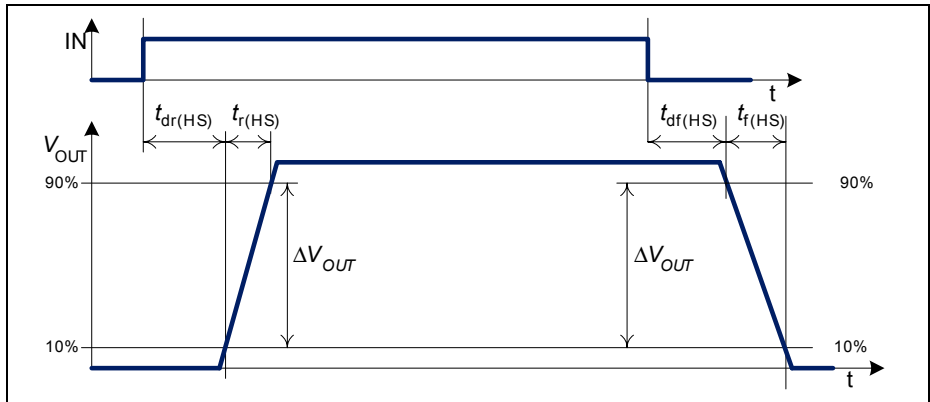 IN
t
tdr(HS) tr(HS) tdf(HS) tf(HS)
VOUT
90% 90%
ΔVOUT ΔVOUT
10% 10%
t